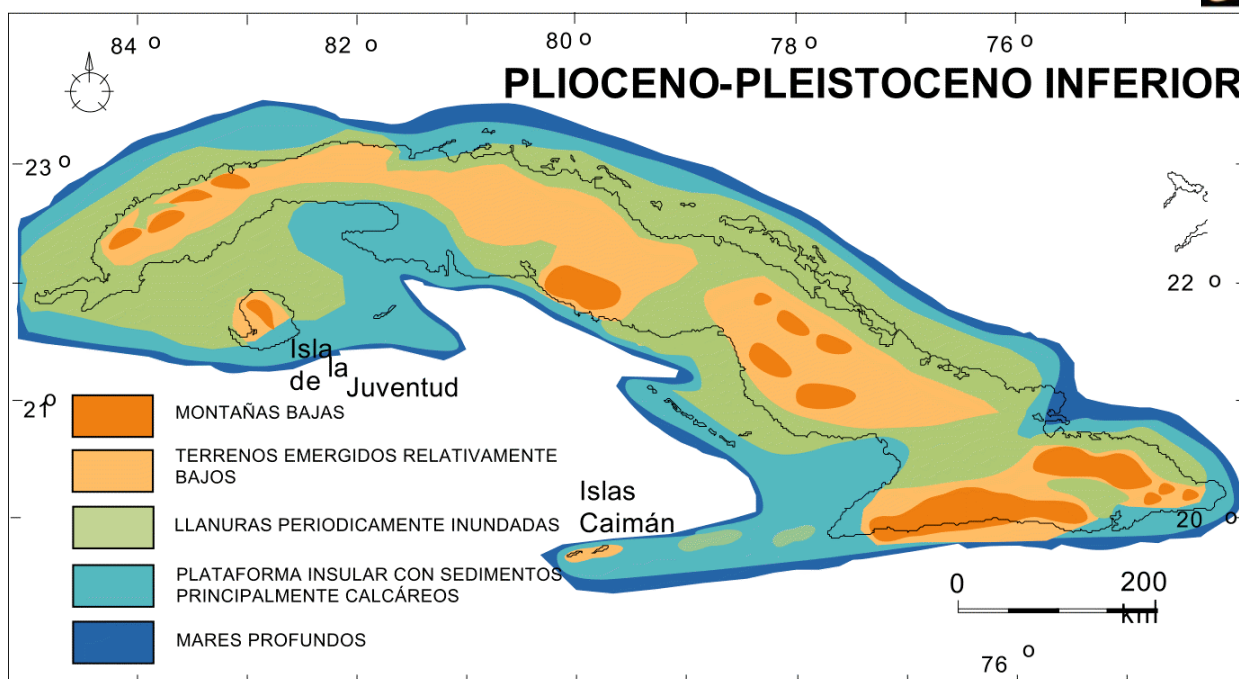 84 o
82 o
80 o
78 o
76 o
PLIOCENO-PLEISTOCENO INFERIOR
23 o
22 o
Isla
de la
Juventud
21 o
MONTAÑAS BAJAS
TERRENOS EMERGIDOS RELATIVAMENTE
BAJOS
Islas
Caimán
LLANURAS PERIODICAMENTE INUNDADAS
20 o
PLATAFORMA INSULAR CON SEDIMENTOS
PRINCIPALMENTE CALCÁREOS
0 200
km
MARES PROFUNDOS
76 o